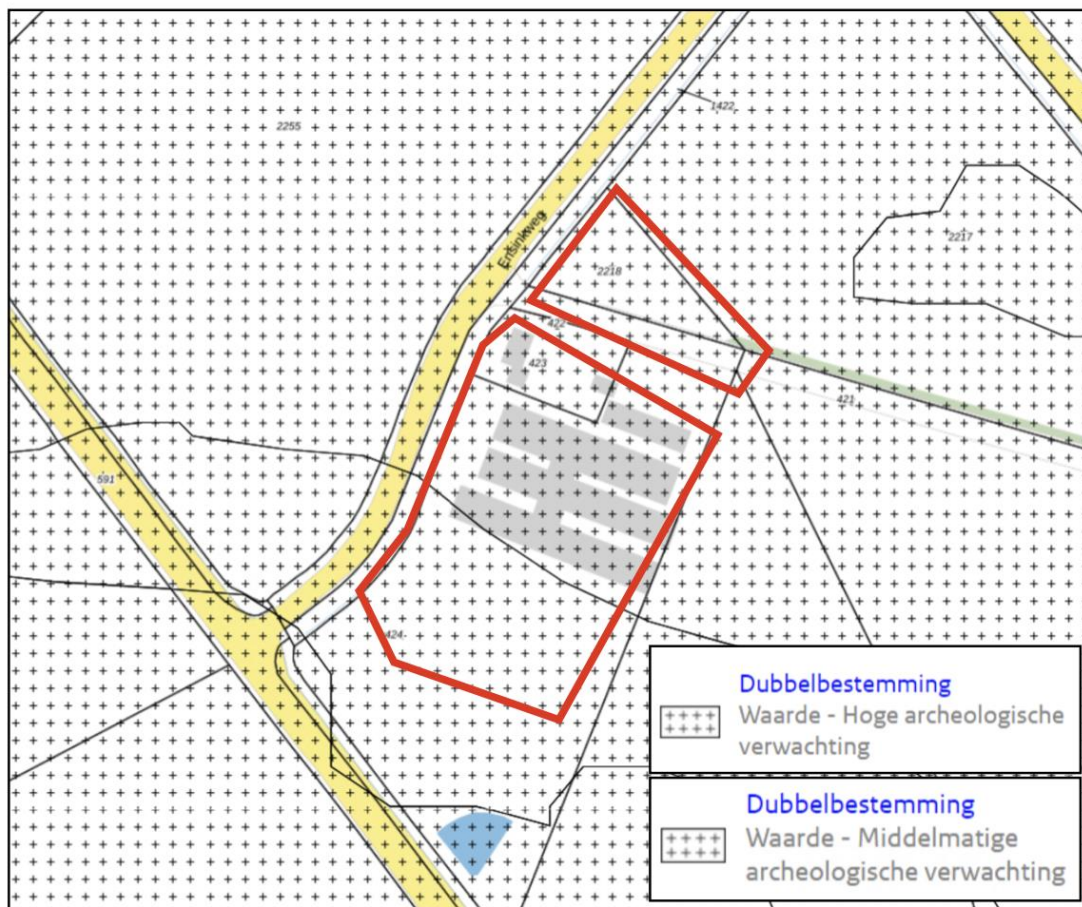 2255
1422
Ensinkweg
2217
2218
422
423
421
591
424
Dubbelbestemming
Waarde - Hoge archeologische
verwachting
Dubbelbestemming
Waarde - Middelmatige
archeologische verwachting